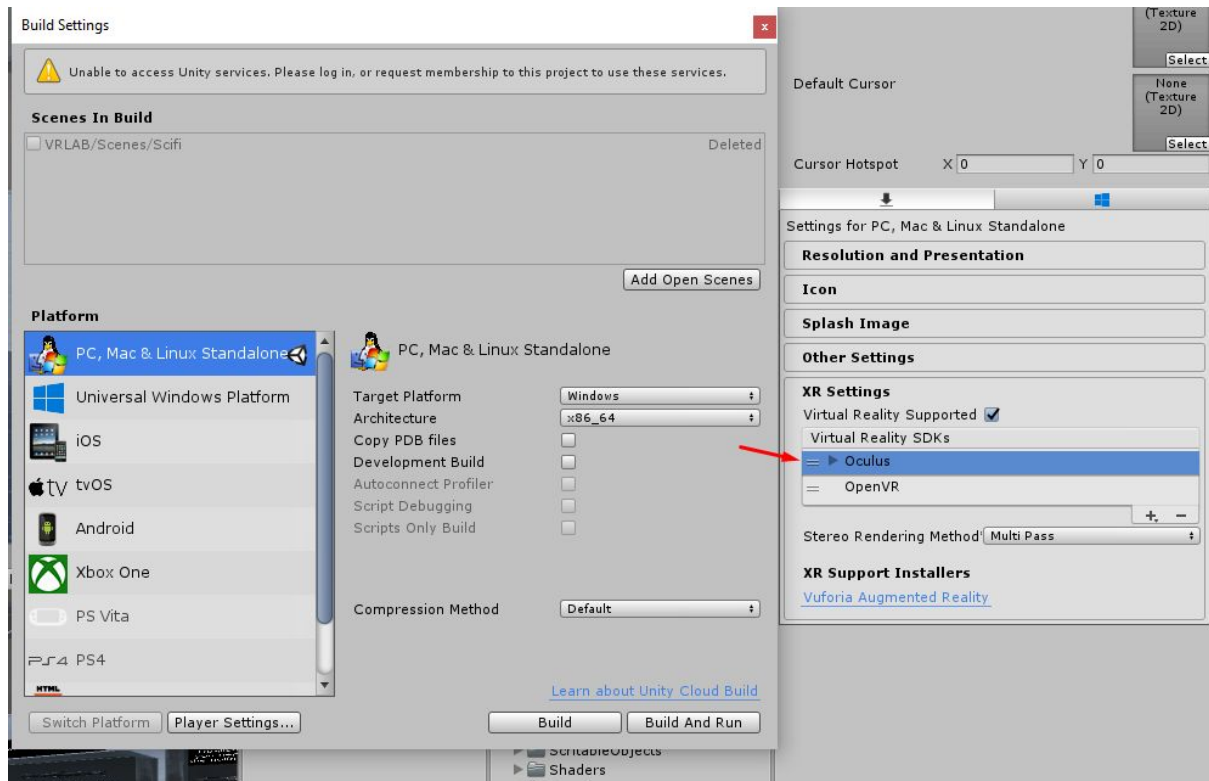 Build Settings
x
Unable to access Unity services. Please log in, or request membership to this project to use these services.
Scenes In Build
VRLAB/Scenes/Scifi Deleted
Add Open Scenes
Platform
PC, Mac & Linux Standalone
Universal Windows Platform
iOS
tv tvOS
Android
Xbox One
PS Vita
PS4 PS4
HTML
PC, Mac & Linux Standalone
Target Platform Windows
Architecture x86_64
Copy PDB files
Development Build
Autoconnect Profiler
Script Debugging
Scripts Only Build
Compression Method Default
Learn about Unity Cloud Build
Switch Platform Player Settings... Build Build And Run
ScritableObjects
Shaders
(Texture
2D)
Select
Default Cursor
None
(Texture
2D)
Select
Cursor Hotspot X 0 Y 0
Settings for PC, Mac & Linux Standalone
Resolution and Presentation
Icon
Splash Image
Other Settings
XR Settings
Virtual Reality Supported
Virtual Reality SDKs
= Oculus
= OpenVR
+ −
Stereo Rendering Method* Multi Pass
XR Support Installers
Vuforia Augmented Reality